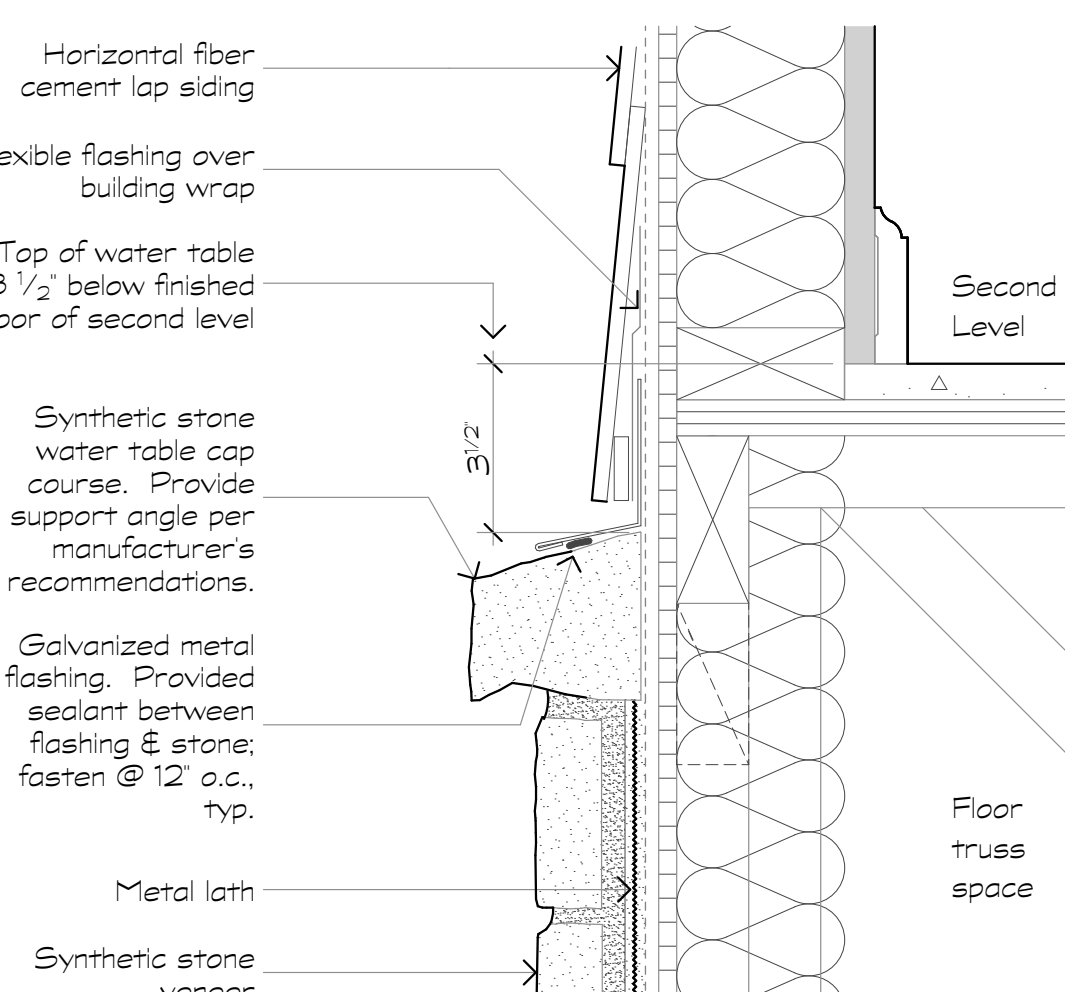 Horizontal fiber
cement lap siding
exible flashing over
building wrap
Top of water table
3 1/2" below finished
oor of second level
Synthetic stone
water table cap
course. Provide
support angle per
manufacturer's
recommendations.
Galvanized metal
flashing. Provided
sealant between
flashing & stone;
fasten @ 12" o.c.,
typ.
Metal lath
Synthetic stone
veneer
3 1/2"
Second
Level
Floor
truss
space